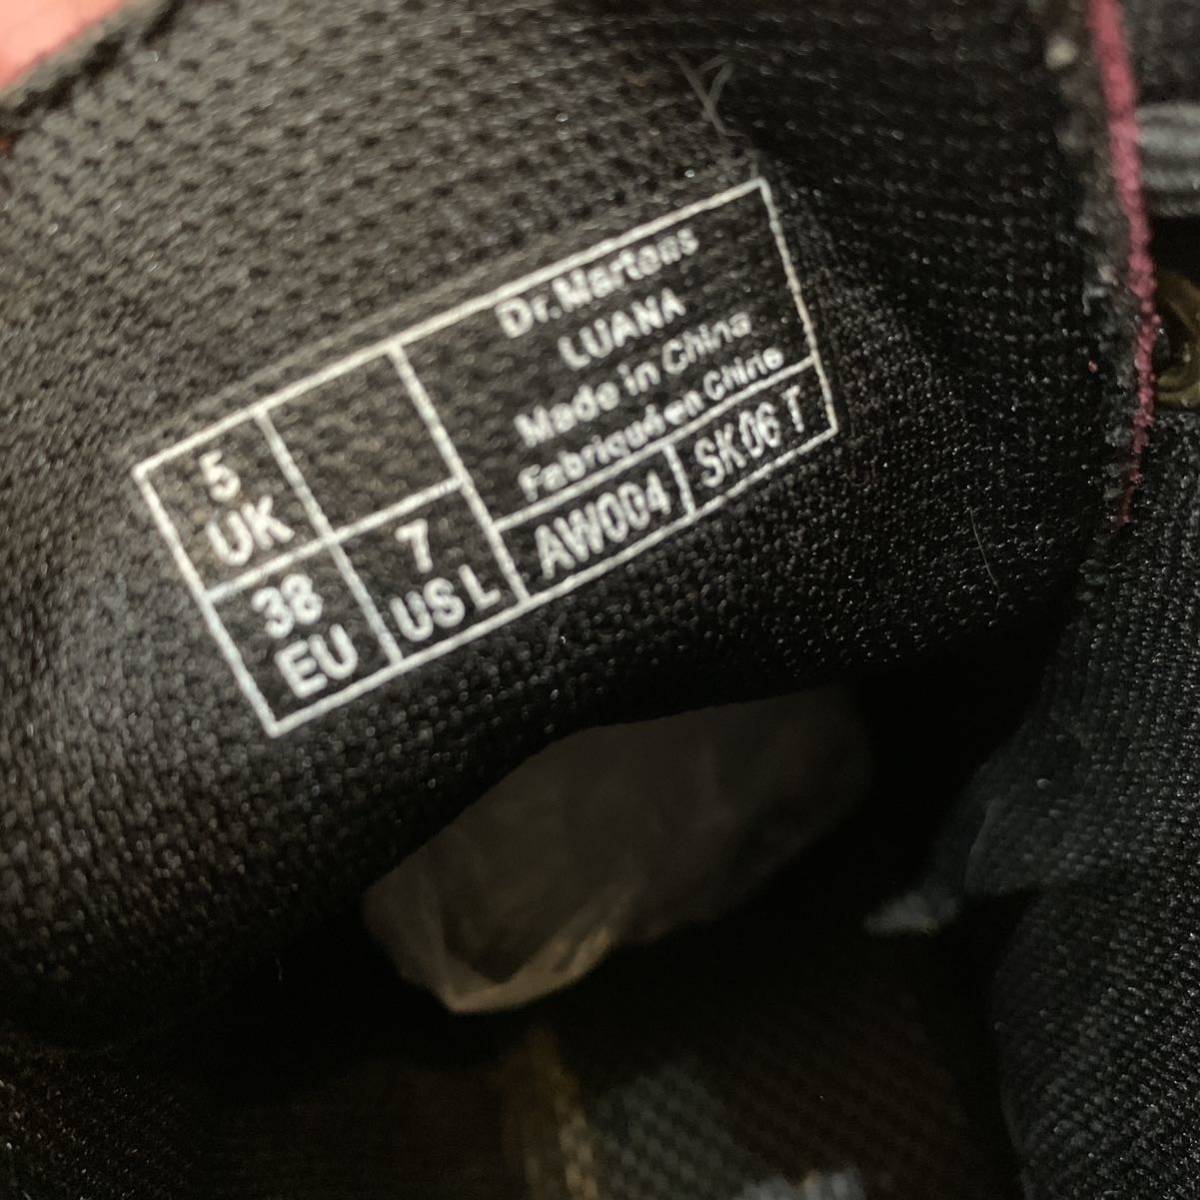 Dr. Martens
LUANA
Made in China
Fabriqué en Chine
5
UK
38
EU
7
US L
AW004
SK06 T